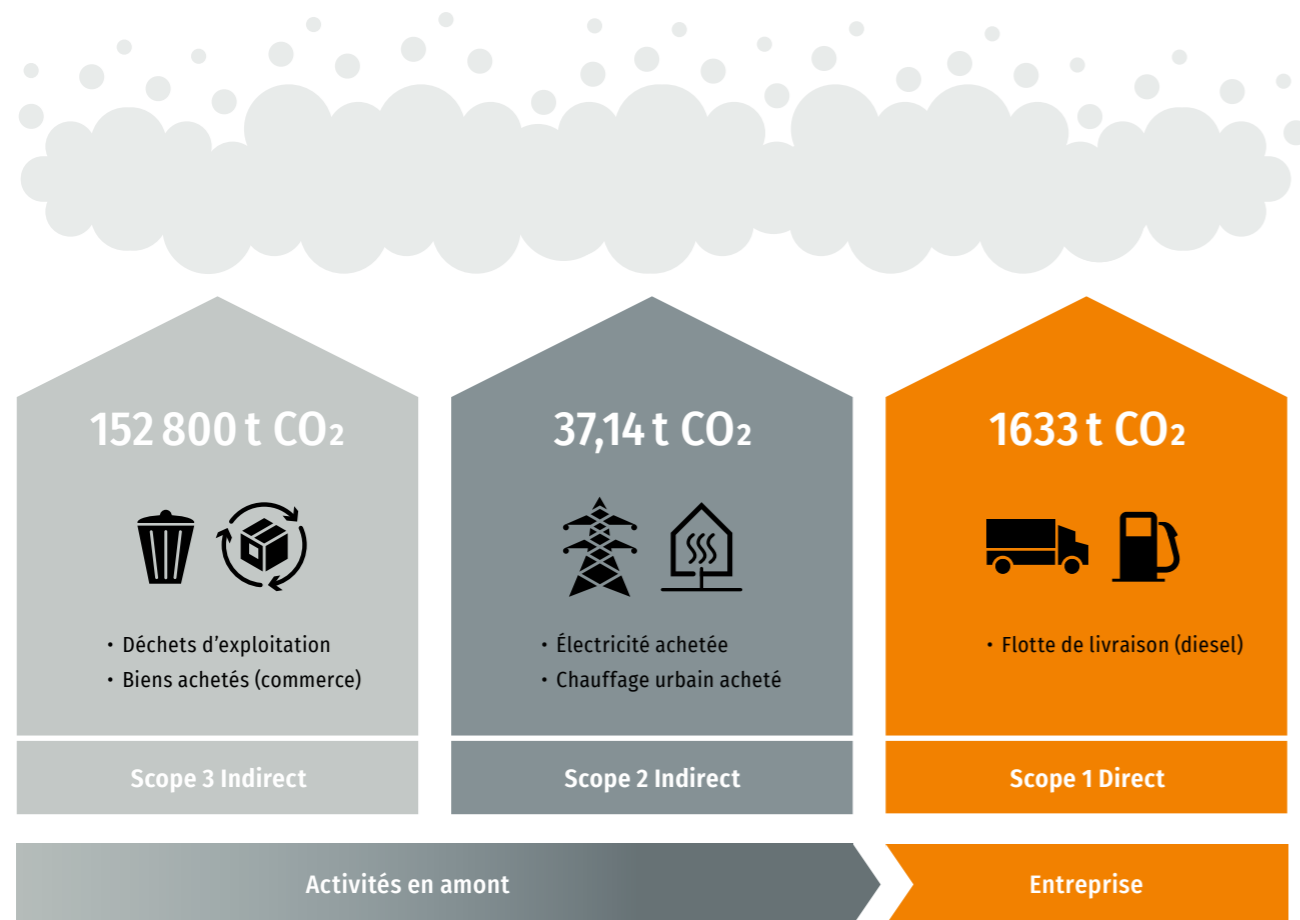 152 800 t CO2
• Déchets d'exploitation
• Biens achetés (commerce)
Scope 3 Indirect
37,14 t CO2
• Électricité achetée
• Chauffage urbain acheté
Scope 2 Indirect
1633 t CO2
• Flotte de livraison (diesel)
Scope 1 Direct
Activités en amont
Entreprise